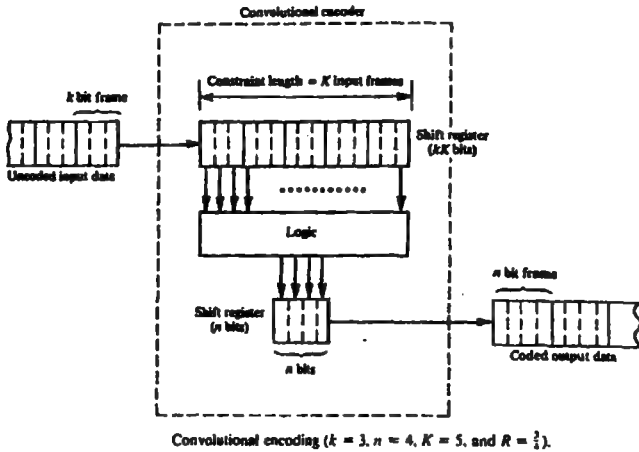 Convolutional encoder
Constraint length = K input frames
k bit frame
Shift register
(kK bits)
Uncoded input data
Logic
n bit frame
Shift register
(n bits)
n bits
Coded output data
Convolutional encoding (k = 3, n = 4, K = 5, and R = 3/4).